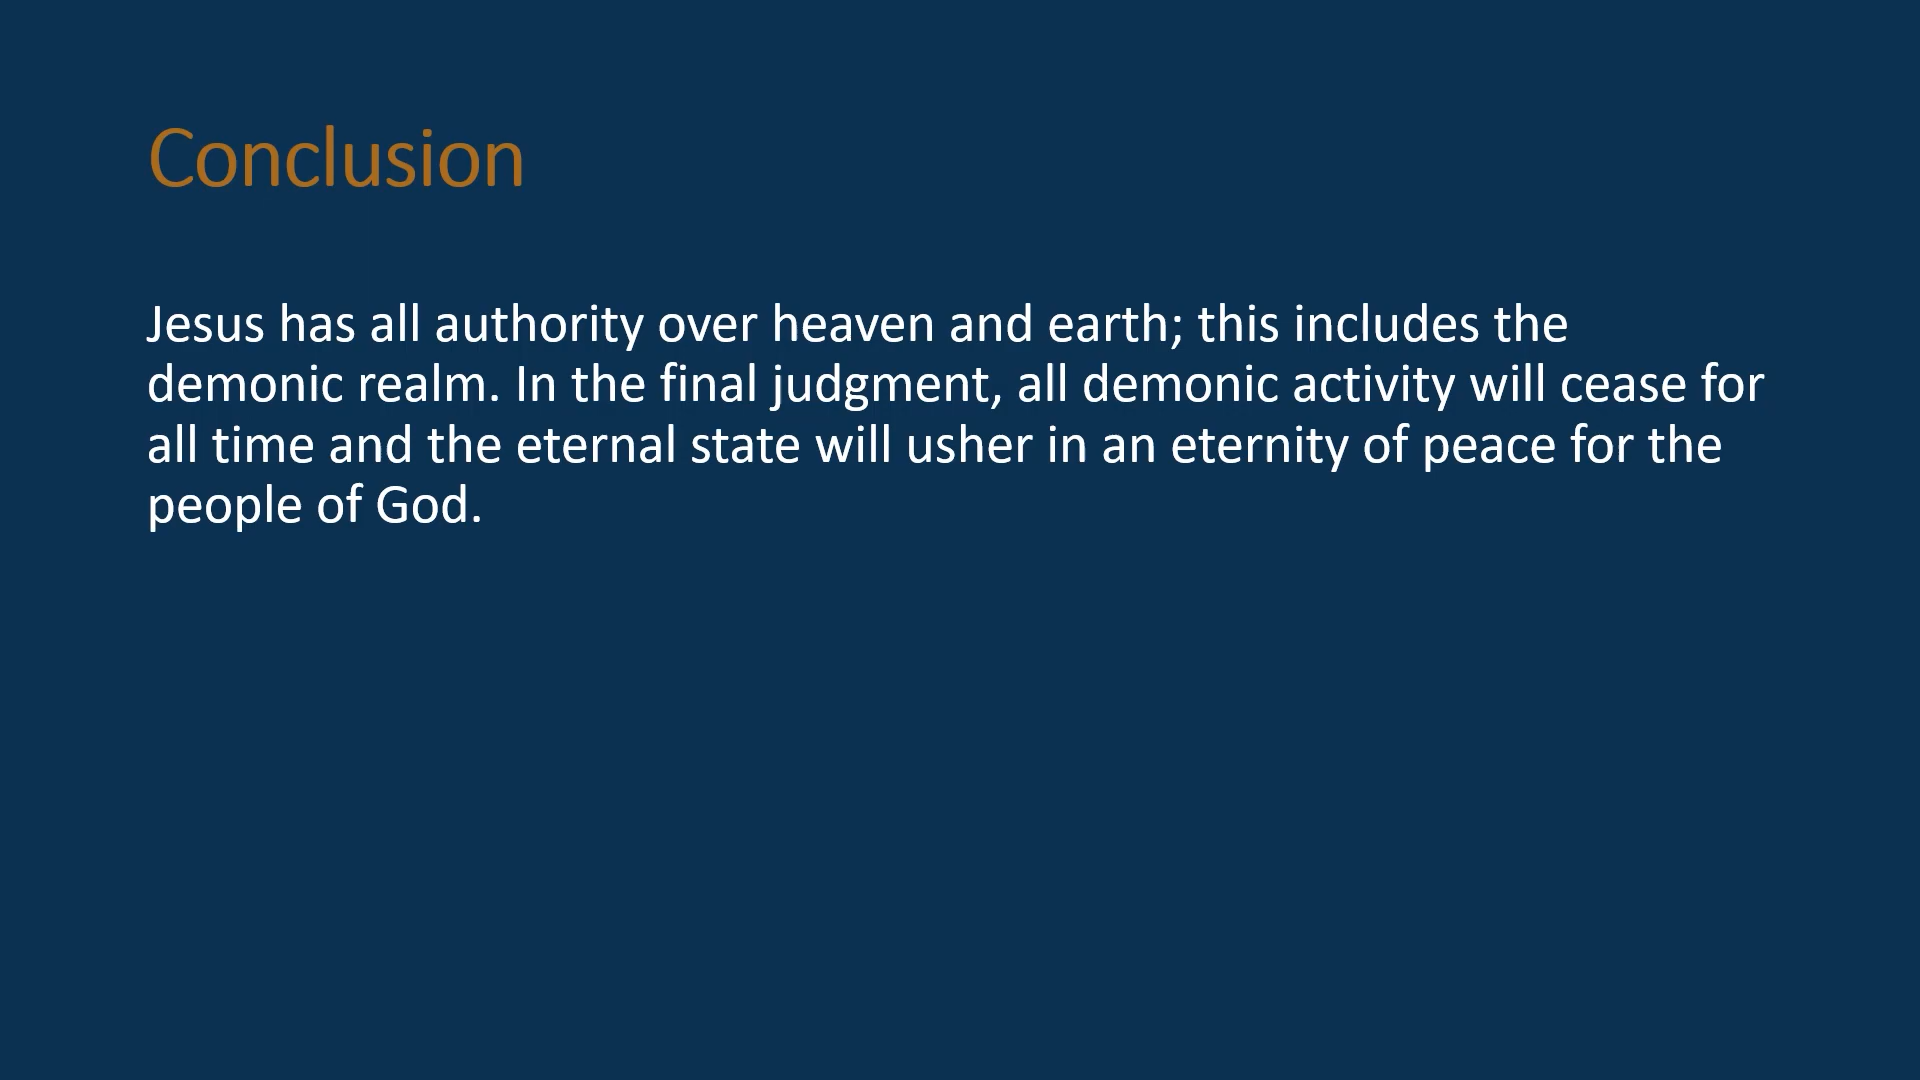 Conclusion
Jesus has all authority over heaven and earth; this includes the
demonic realm. In the final judgment, all demonic activity will cease for
all time and the eternal state will usher in an eternity of peace for the
people of God.